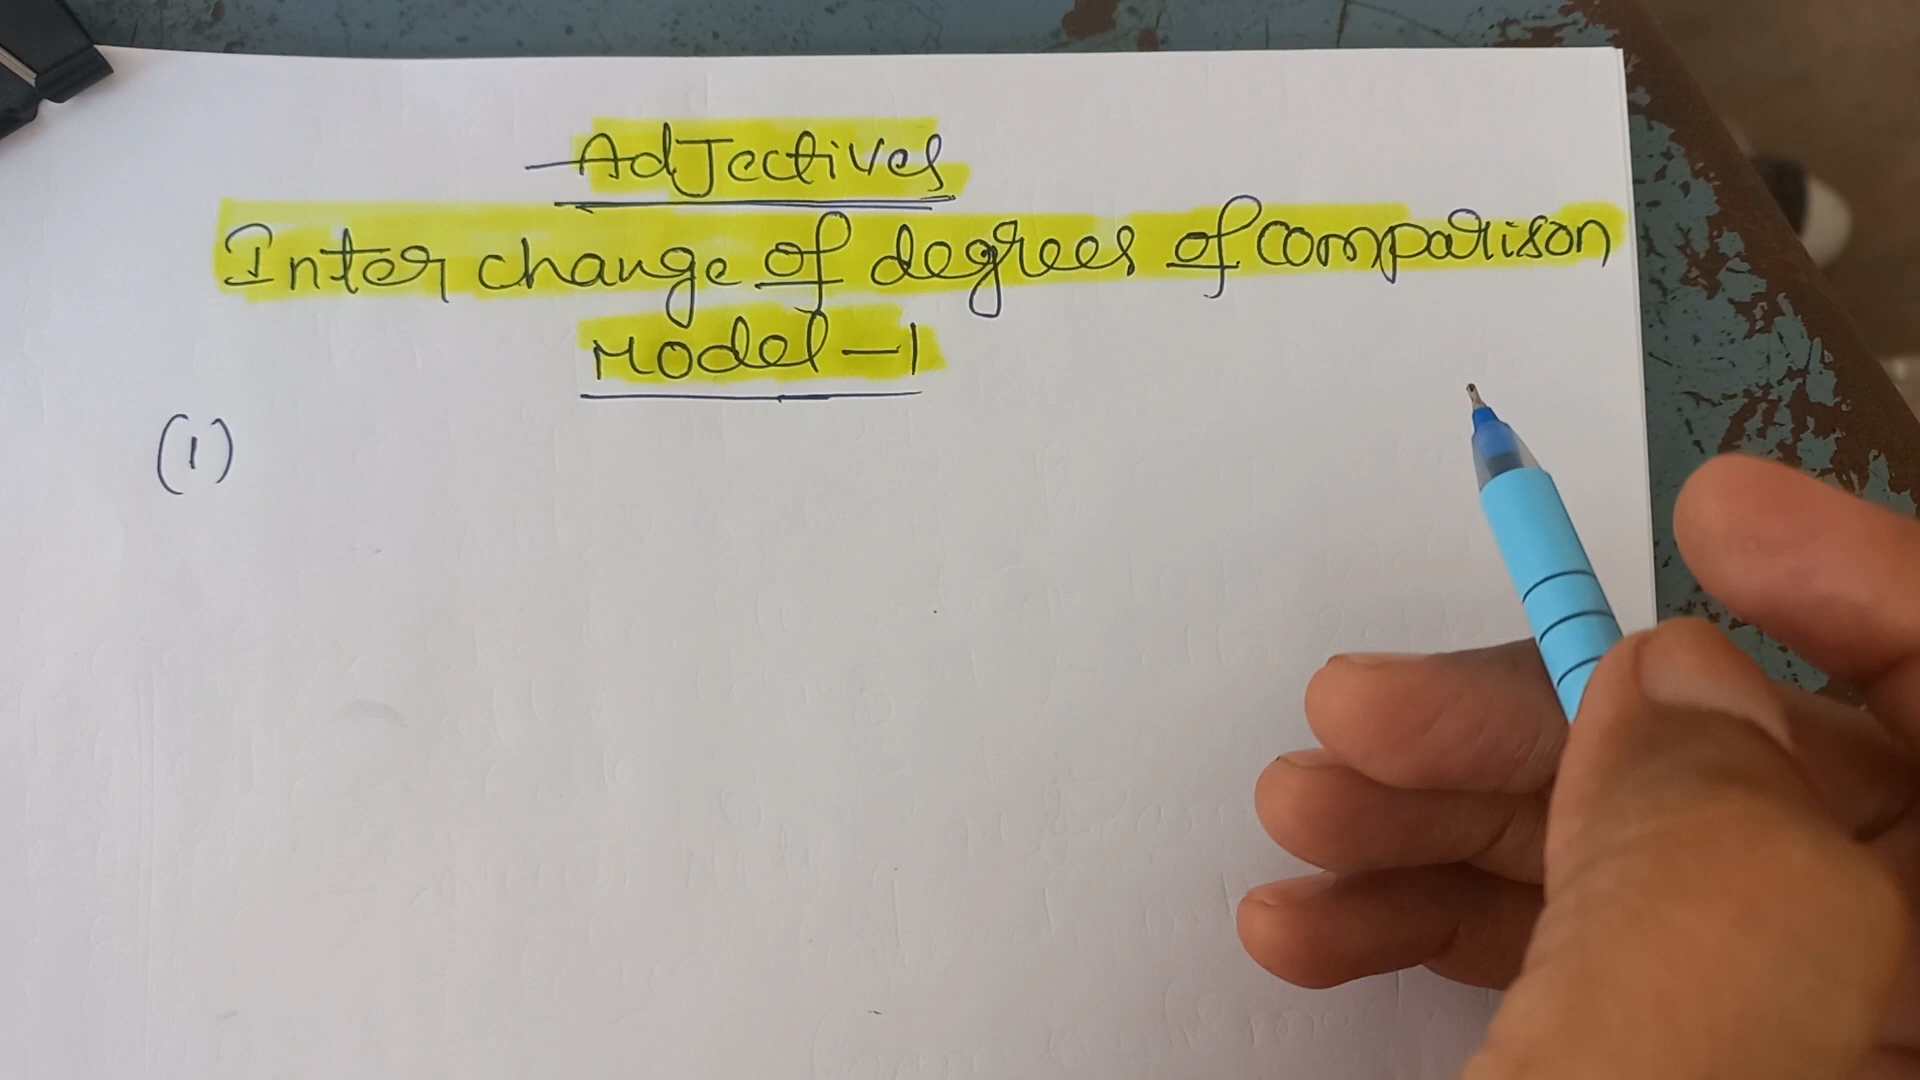 AdJectives
Inter change of degrees of comparison
Model-1
(1)